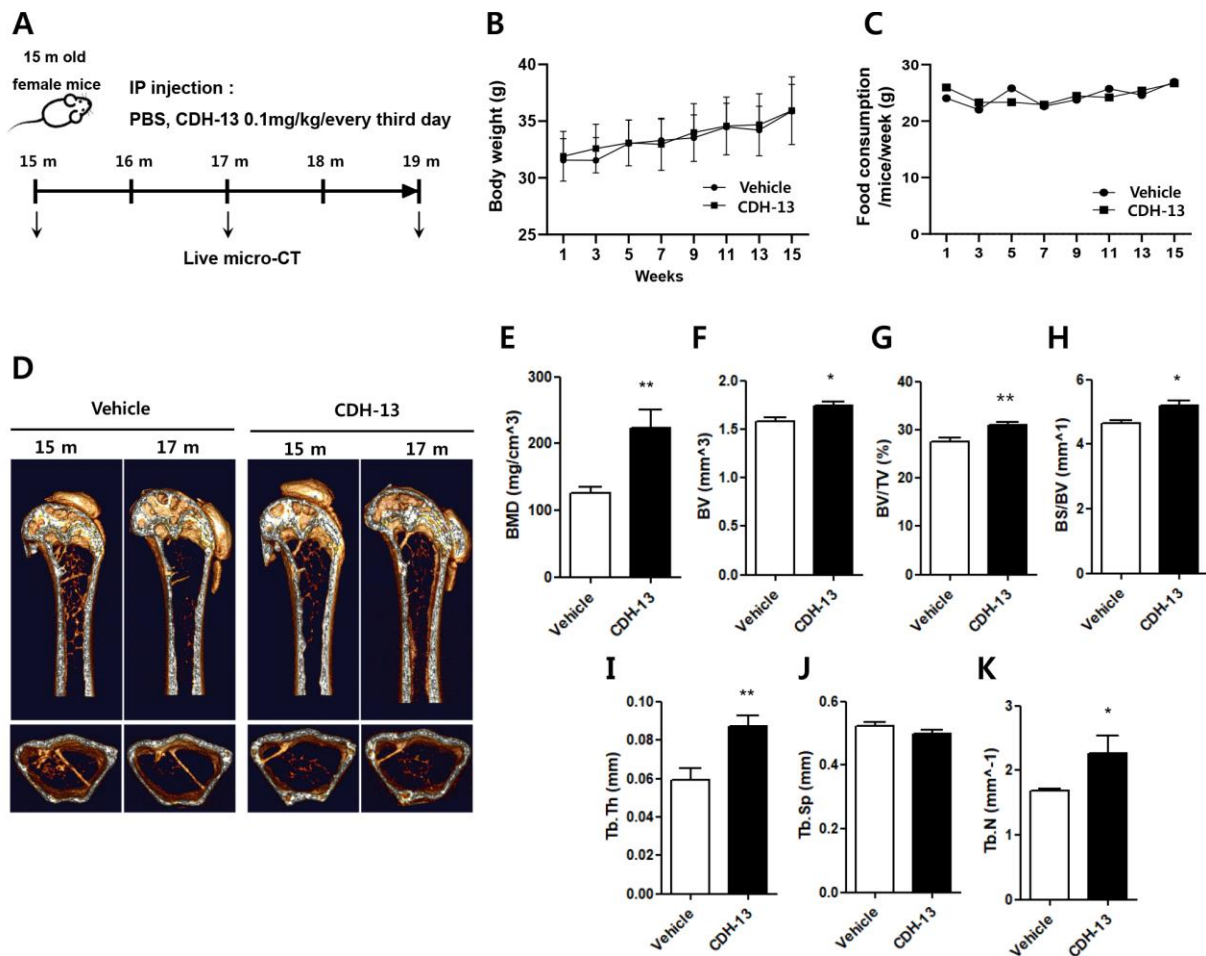 A
15 m old
female mice
IP injection :
PBS, CDH-13 0.1mg/kg/every third day
15 m 16 m 17 m 18 m 19 m
Live micro-CT
B
Body weight (g)
40
35
30
25
Vehicle
CDH-13
1 3 5 7 9 11 13 15
Weeks
C
Food consumption
/mice/week (g)
30
20
10
0
Vehicle
CDH-13
1 3 5 7 9 11 13 15
D
Vehicle CDH-13
15 m 17 m 15 m 17 m
E
BMD (mg/cm^3)
300
200
100
0
**
Vehicle CDH-13
F
BV (mm^3)
2.0
1.5
1.0
0.5
0.0
*
Vehicle CDH-13
G
BV/TV (%)
40
30
20
10
0
**
Vehicle CDH-13
H
BS/BV (mm^1)
6
4
2
0
*
Vehicle CDH-13
I
Tb.Th (mm)
0.10
0.08
0.06
0.04
0.02
0.00
**
Vehicle CDH-13
J
Tb.Sp (mm)
0.6
0.4
0.2
0.0
Vehicle CDH-13
K
Tb.N (mm^-1)
3
2
1
0
*
Vehicle CDH-13